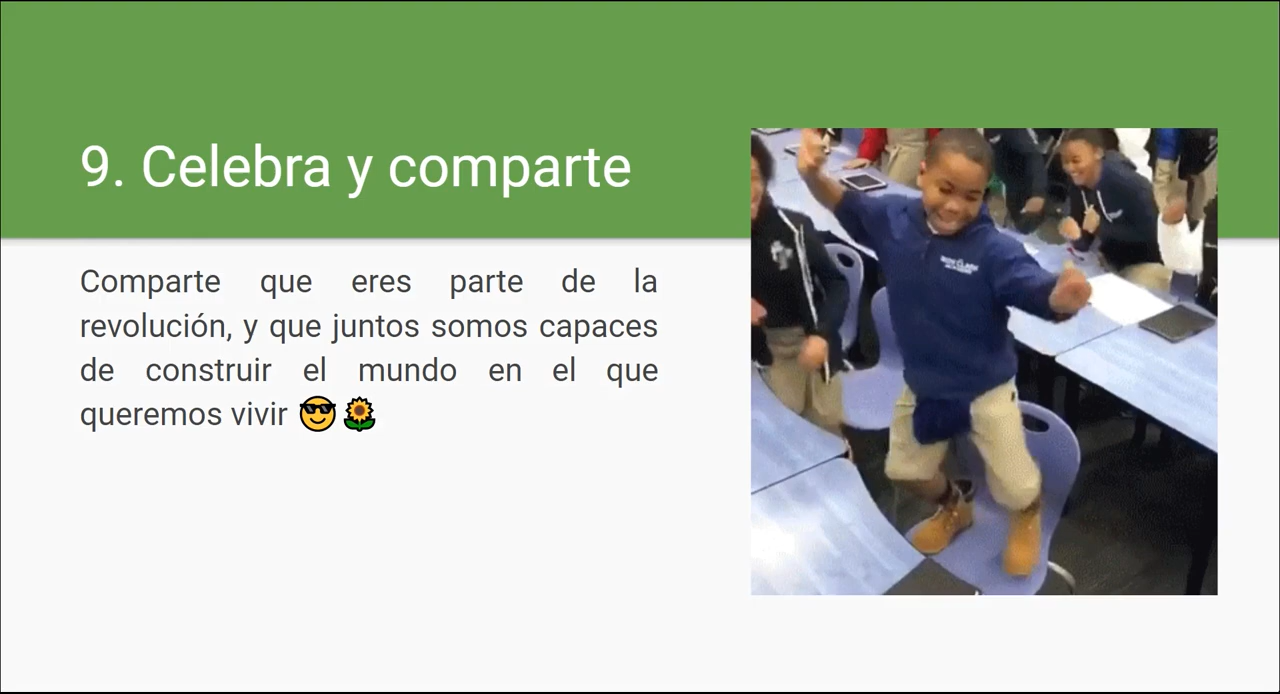 9. Celebra y comparte
Comparte que eres parte de la
revolución, y que juntos somos capaces
de construir el mundo en el que
queremos vivir 😎🌻